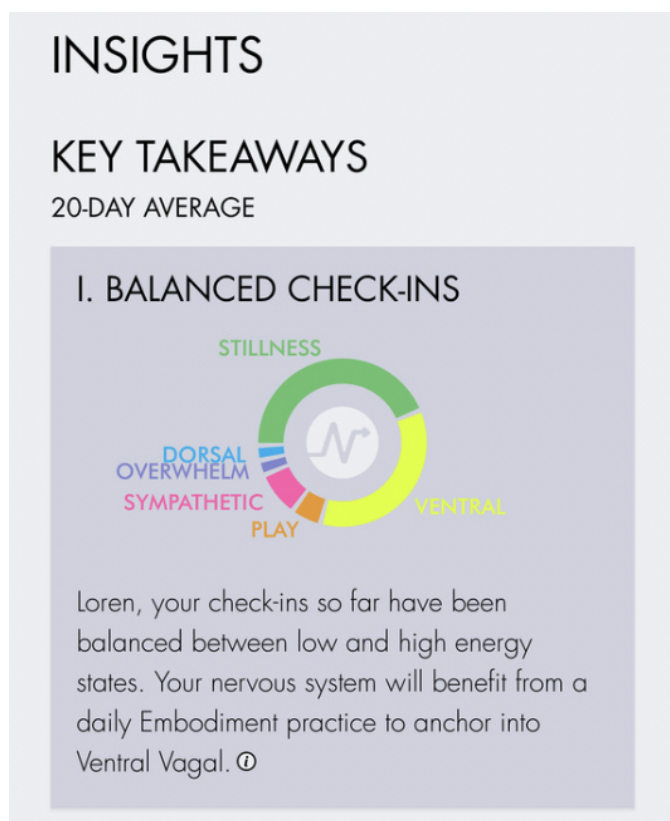 INSIGHTS
KEY TAKEAWAYS
20-DAY AVERAGE
I. BALANCED CHECK-INS
STILLNESS
DORSAL
OVERWHELM
SYMPATHETIC
VENTRAL
PLAY
Loren, your check-ins so far have been
balanced between low and high energy
states. Your nervous system will benefit from a
daily Embodiment practice to anchor into
Ventral Vagal. i